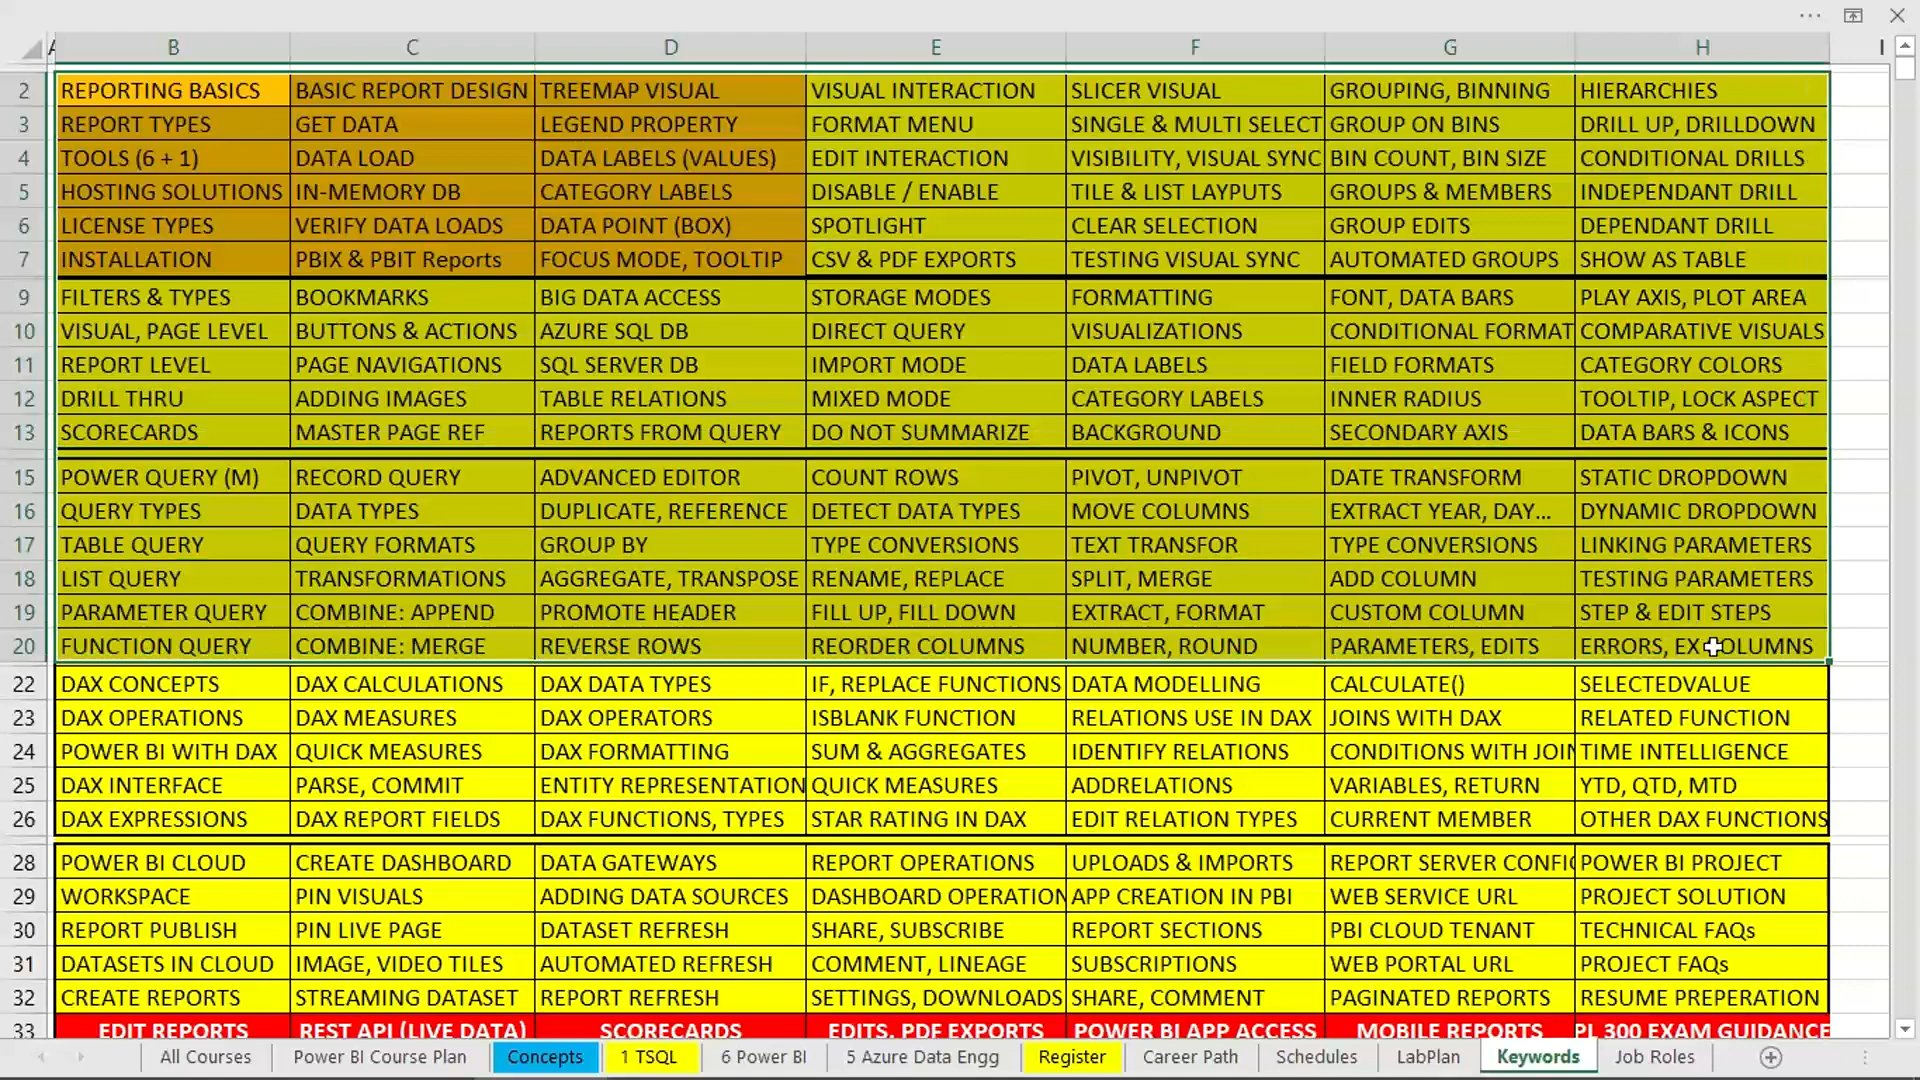 A B C D E F G H I
2 REPORTING BASICS BASIC REPORT DESIGN TREEMAP VISUAL VISUAL INTERACTION SLICER VISUAL GROUPING, BINNING HIERARCHIES
3 REPORT TYPES GET DATA LEGEND PROPERTY FORMAT MENU SINGLE & MULTI SELECT GROUP ON BINS DRILL UP, DRILLDOWN
4 TOOLS (6 + 1) DATA LOAD DATA LABELS (VALUES) EDIT INTERACTION VISIBILITY, VISUAL SYNC BIN COUNT, BIN SIZE CONDITIONAL DRILLS
5 HOSTING SOLUTIONS IN-MEMORY DB CATEGORY LABELS DISABLE / ENABLE TILE & LIST LAYPUTS GROUPS & MEMBERS INDEPENDANT DRILL
6 LICENSE TYPES VERIFY DATA LOADS DATA POINT (BOX) SPOTLIGHT CLEAR SELECTION GROUP EDITS DEPENDANT DRILL
7 INSTALLATION PBIX & PBIT Reports FOCUS MODE, TOOLTIP CSV & PDF EXPORTS TESTING VISUAL SYNC AUTOMATED GROUPS SHOW AS TABLE
9 FILTERS & TYPES BOOKMARKS BIG DATA ACCESS STORAGE MODES FORMATTING FONT, DATA BARS PLAY AXIS, PLOT AREA
10 VISUAL, PAGE LEVEL BUTTONS & ACTIONS AZURE SQL DB DIRECT QUERY VISUALIZATIONS CONDITIONAL FORMAT COMPARATIVE VISUALS
11 REPORT LEVEL PAGE NAVIGATIONS SQL SERVER DB IMPORT MODE DATA LABELS FIELD FORMATS CATEGORY COLORS
12 DRILL THRU ADDING IMAGES TABLE RELATIONS MIXED MODE CATEGORY LABELS INNER RADIUS TOOLTIP, LOCK ASPECT
13 SCORECARDS MASTER PAGE REF REPORTS FROM QUERY DO NOT SUMMARIZE BACKGROUND SECONDARY AXIS DATA BARS & ICONS
15 POWER QUERY (M) RECORD QUERY ADVANCED EDITOR COUNT ROWS PIVOT, UNPIVOT DATE TRANSFORM STATIC DROPDOWN
16 QUERY TYPES DATA TYPES DUPLICATE, REFERENCE DETECT DATA TYPES MOVE COLUMNS EXTRACT YEAR, DAY... DYNAMIC DROPDOWN
17 TABLE QUERY QUERY FORMATS GROUP BY TYPE CONVERSIONS TEXT TRANSFOR TYPE CONVERSIONS LINKING PARAMETERS
18 LIST QUERY TRANSFORMATIONS AGGREGATE, TRANSPOSE RENAME, REPLACE SPLIT, MERGE ADD COLUMN TESTING PARAMETERS
19 PARAMETER QUERY COMBINE: APPEND PROMOTE HEADER FILL UP, FILL DOWN EXTRACT, FORMAT CUSTOM COLUMN STEP & EDIT STEPS
20 FUNCTION QUERY COMBINE: MERGE REVERSE ROWS REORDER COLUMNS NUMBER, ROUND PARAMETERS, EDITS ERRORS, EX
22 DAX CONCEPTS DAX CALCULATIONS DAX DATA TYPES IF, REPLACE FUNCTIONS DATA MODELLING CALCULATE() SELECTEDVALUE
23 DAX OPERATIONS DAX MEASURES DAX OPERATORS ISBLANK FUNCTION RELATIONS USE IN DAX JOINS WITH DAX RELATED FUNCTION
24 POWER BI WITH DAX QUICK MEASURES DAX FORMATTING SUM & AGGREGATES IDENTIFY RELATIONS CONDITIONS WITH JOIN TIME INTELLIGENCE
25 DAX INTERFACE PARSE, COMMIT ENTITY REPRESENTATION QUICK MEASURES ADDRELATIONS VARIABLES, RETURN YTD, QTD, MTD
26 DAX EXPRESSIONS DAX REPORT FIELDS DAX FUNCTIONS, TYPES STAR RATING IN DAX EDIT RELATION TYPES CURRENT MEMBER OTHER DAX FUNCTIONS
28 POWER BI CLOUD CREATE DASHBOARD DATA GATEWAYS REPORT OPERATIONS UPLOADS & IMPORTS REPORT SERVER CONFIG POWER BI PROJECT
29 WORKSPACE PIN VISUALS ADDING DATA SOURCES DASHBOARD OPERATION APP CREATION IN PBI WEB SERVICE URL PROJECT SOLUTION
30 REPORT PUBLISH PIN LIVE PAGE DATASET REFRESH SHARE, SUBSCRIBE REPORT SECTIONS PBI CLOUD TENANT TECHNICAL FAQs
31 DATASETS IN CLOUD IMAGE, VIDEO TILES AUTOMATED REFRESH COMMENT, LINEAGE SUBSCRIPTIONS WEB PORTAL URL PROJECT FAQs
32 CREATE REPORTS STREAMING DATASET REPORT REFRESH SETTINGS, DOWNLOADS SHARE, COMMENT PAGINATED REPORTS RESUME PREPERATION
33 EDIT REPORTS REST API (LIVE DATA) SCORECARDS EDITS, PDF EXPORTS POWER BI APP ACCESS MOBILE REPORTS PL 300 EXAM GUIDANCE
All Courses Power BI Course Plan Concepts 1 TSQL 6 Power BI 5 Azure Data Engg Register Career Path Schedules LabPlan Keywords Job Roles